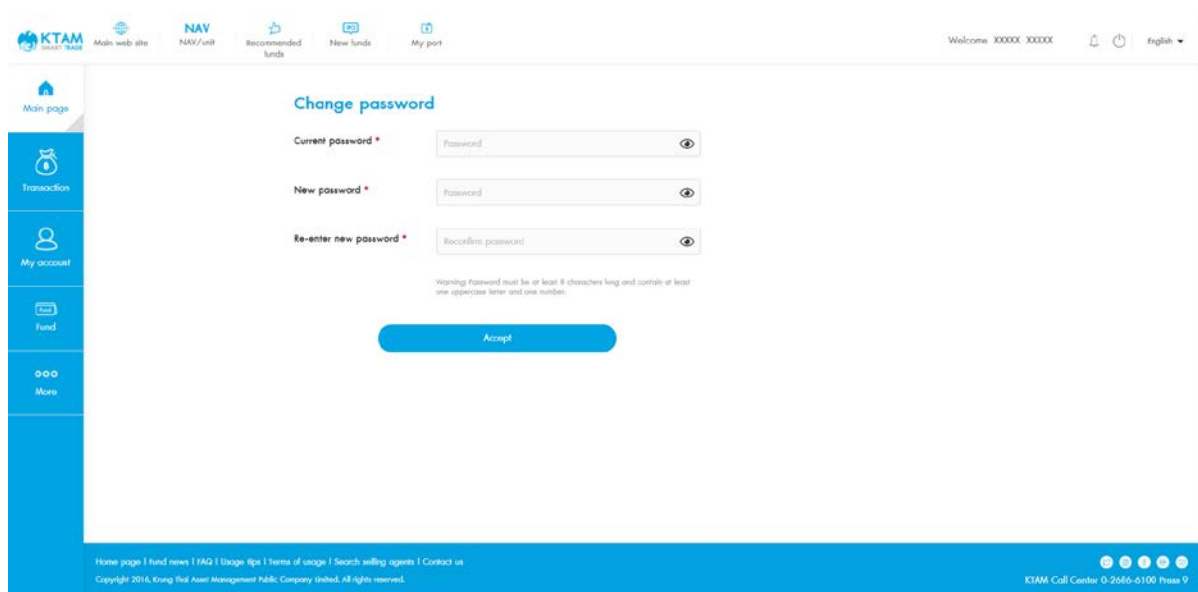 KTAM
SMART TRADE
Main web site
NAV
NAV/unit
Recommended
funds
IPO
New funds
My port
Welcome XXXXX XXXXX
English
Main page
Transaction
My account
Fund
Fund
More
Change password
Current password *
Password
New password *
Password
Re-enter new password *
Reconfirm password
Warning: Password must be at least 8 characters long and contain at least
one uppercase letter and one number.
Accept
Home page | Fund news | FAQ | Usage tips | Terms of usage | Search selling agents | Contact us
Copyright 2016, Krung Thai Asset Management Public Company Limited. All rights reserved.
KTAM Call Center 0-2686-6100 Press 9